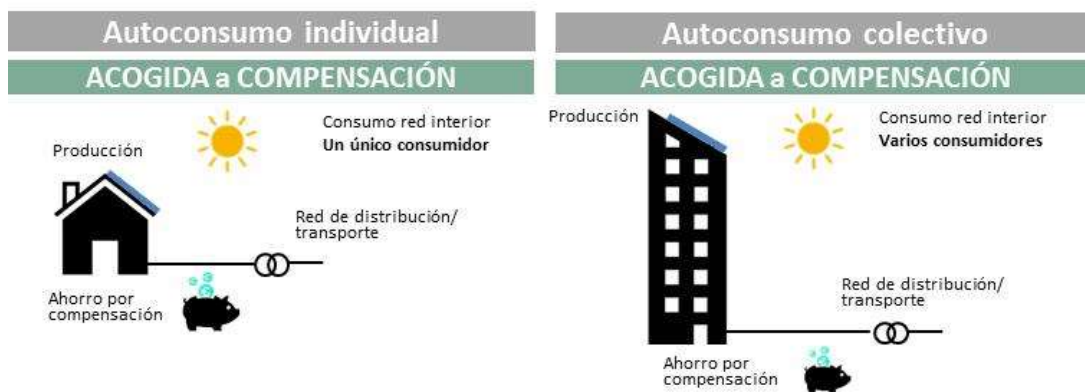 Autoconsumo individual
ACOGIDA a COMPENSACIÓN
Producción
Consumo red interior
Un único consumidor
Red de distribución/
transporte
Ahorro por
compensación
Autoconsumo colectivo
ACOGIDA a COMPENSACIÓN
Producción
Consumo red interior
Varios consumidores
Red de distribución/
transporte
Ahorro por
compensación